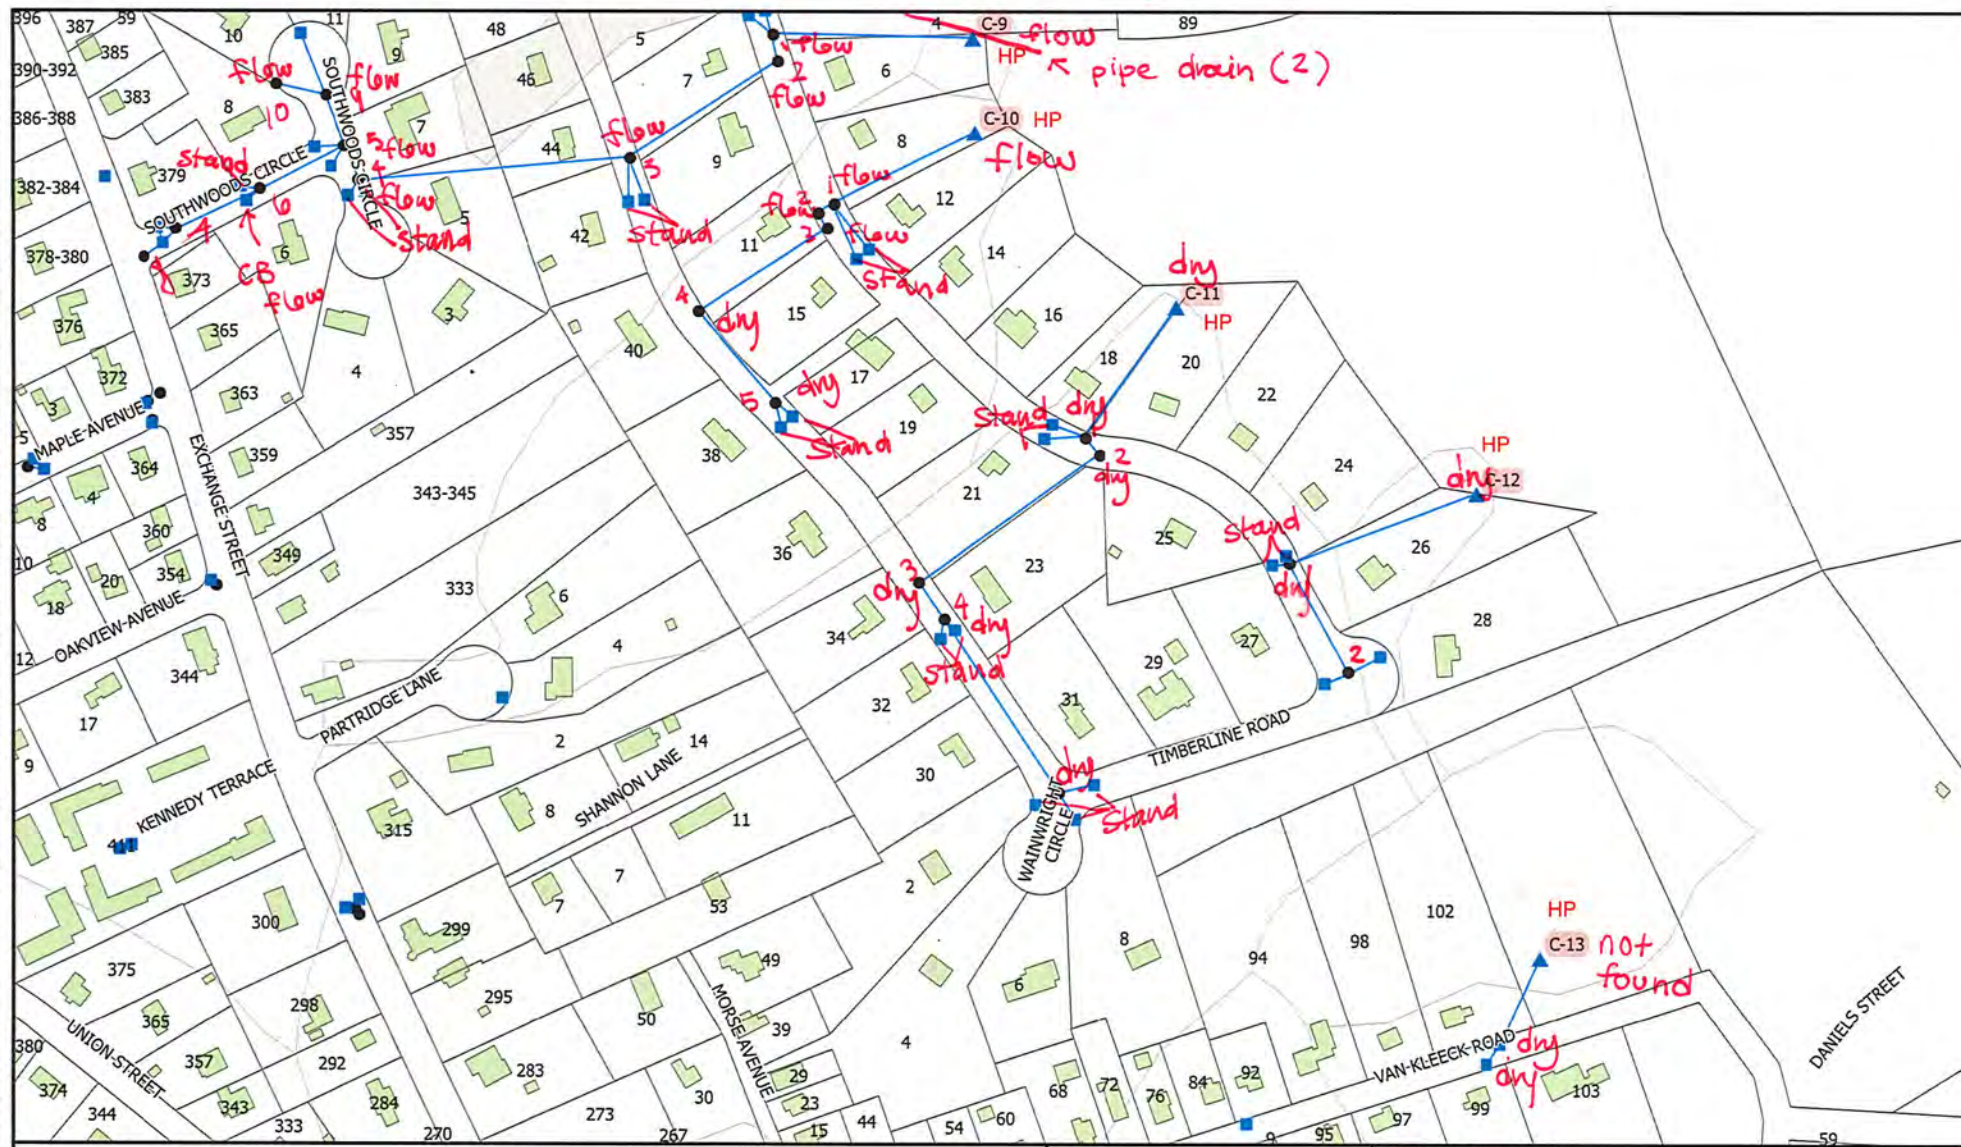 396
387
59
10
11
9
48
5
4
C-9
89
flow
HP
pipe drain (2)
385
390-392
383
8
flow
flow
9
10
46
7
flow
2
flow
6
386-388
7
5
flow
44
flow
3
9
8
C-10
HP
flow
379
stand
SOUTHWOODS CIRCLE
SOUTHWOODS CIRCLE
4
flow
stand
5
382-384
6
CB
flow
8
373
6
42
stand
11
2
flow
1
flow
3
flow
stand
12
14
378-380
376
365
4
3
40
4
dry
15
16
dry
C-11
HP
18
20
22
372
363
3
MAPLE AVENUE
5
EXCHANGE STREET
359
357
364
4
8
5
dry
stand
17
19
38
stand
1
dry
2
dry
21
24
HP
dry
C-12
343-345
360
10
354
20
18
349
333
OAKVIEW AVENUE
12
6
4
36
3
dry
4
dry
stand
23
25
stand
dry
26
27
28
2
34
32
29
31
344
17
9
PARTRIDGE LANE
2
14
SHANNON LANE
8
11
30
dry
stand
TIMBERLINE ROAD
WAINWRIGHT CIRCLE
KENNEDY TERRACE
411
315
7
7
53
2
300
299
375
49
8
6
94
98
102
HP
C-13
not found
365
298
295
50
39
4
MORSE AVENUE
UNION STREET
380
374
357
292
283
29
23
30
68
72
76
84
92
VAN KLEECK ROAD
dry
dry
103
99
97
95
9
DANIELS STREET
59
344
343
333
284
270
273
267
15
44
54
60